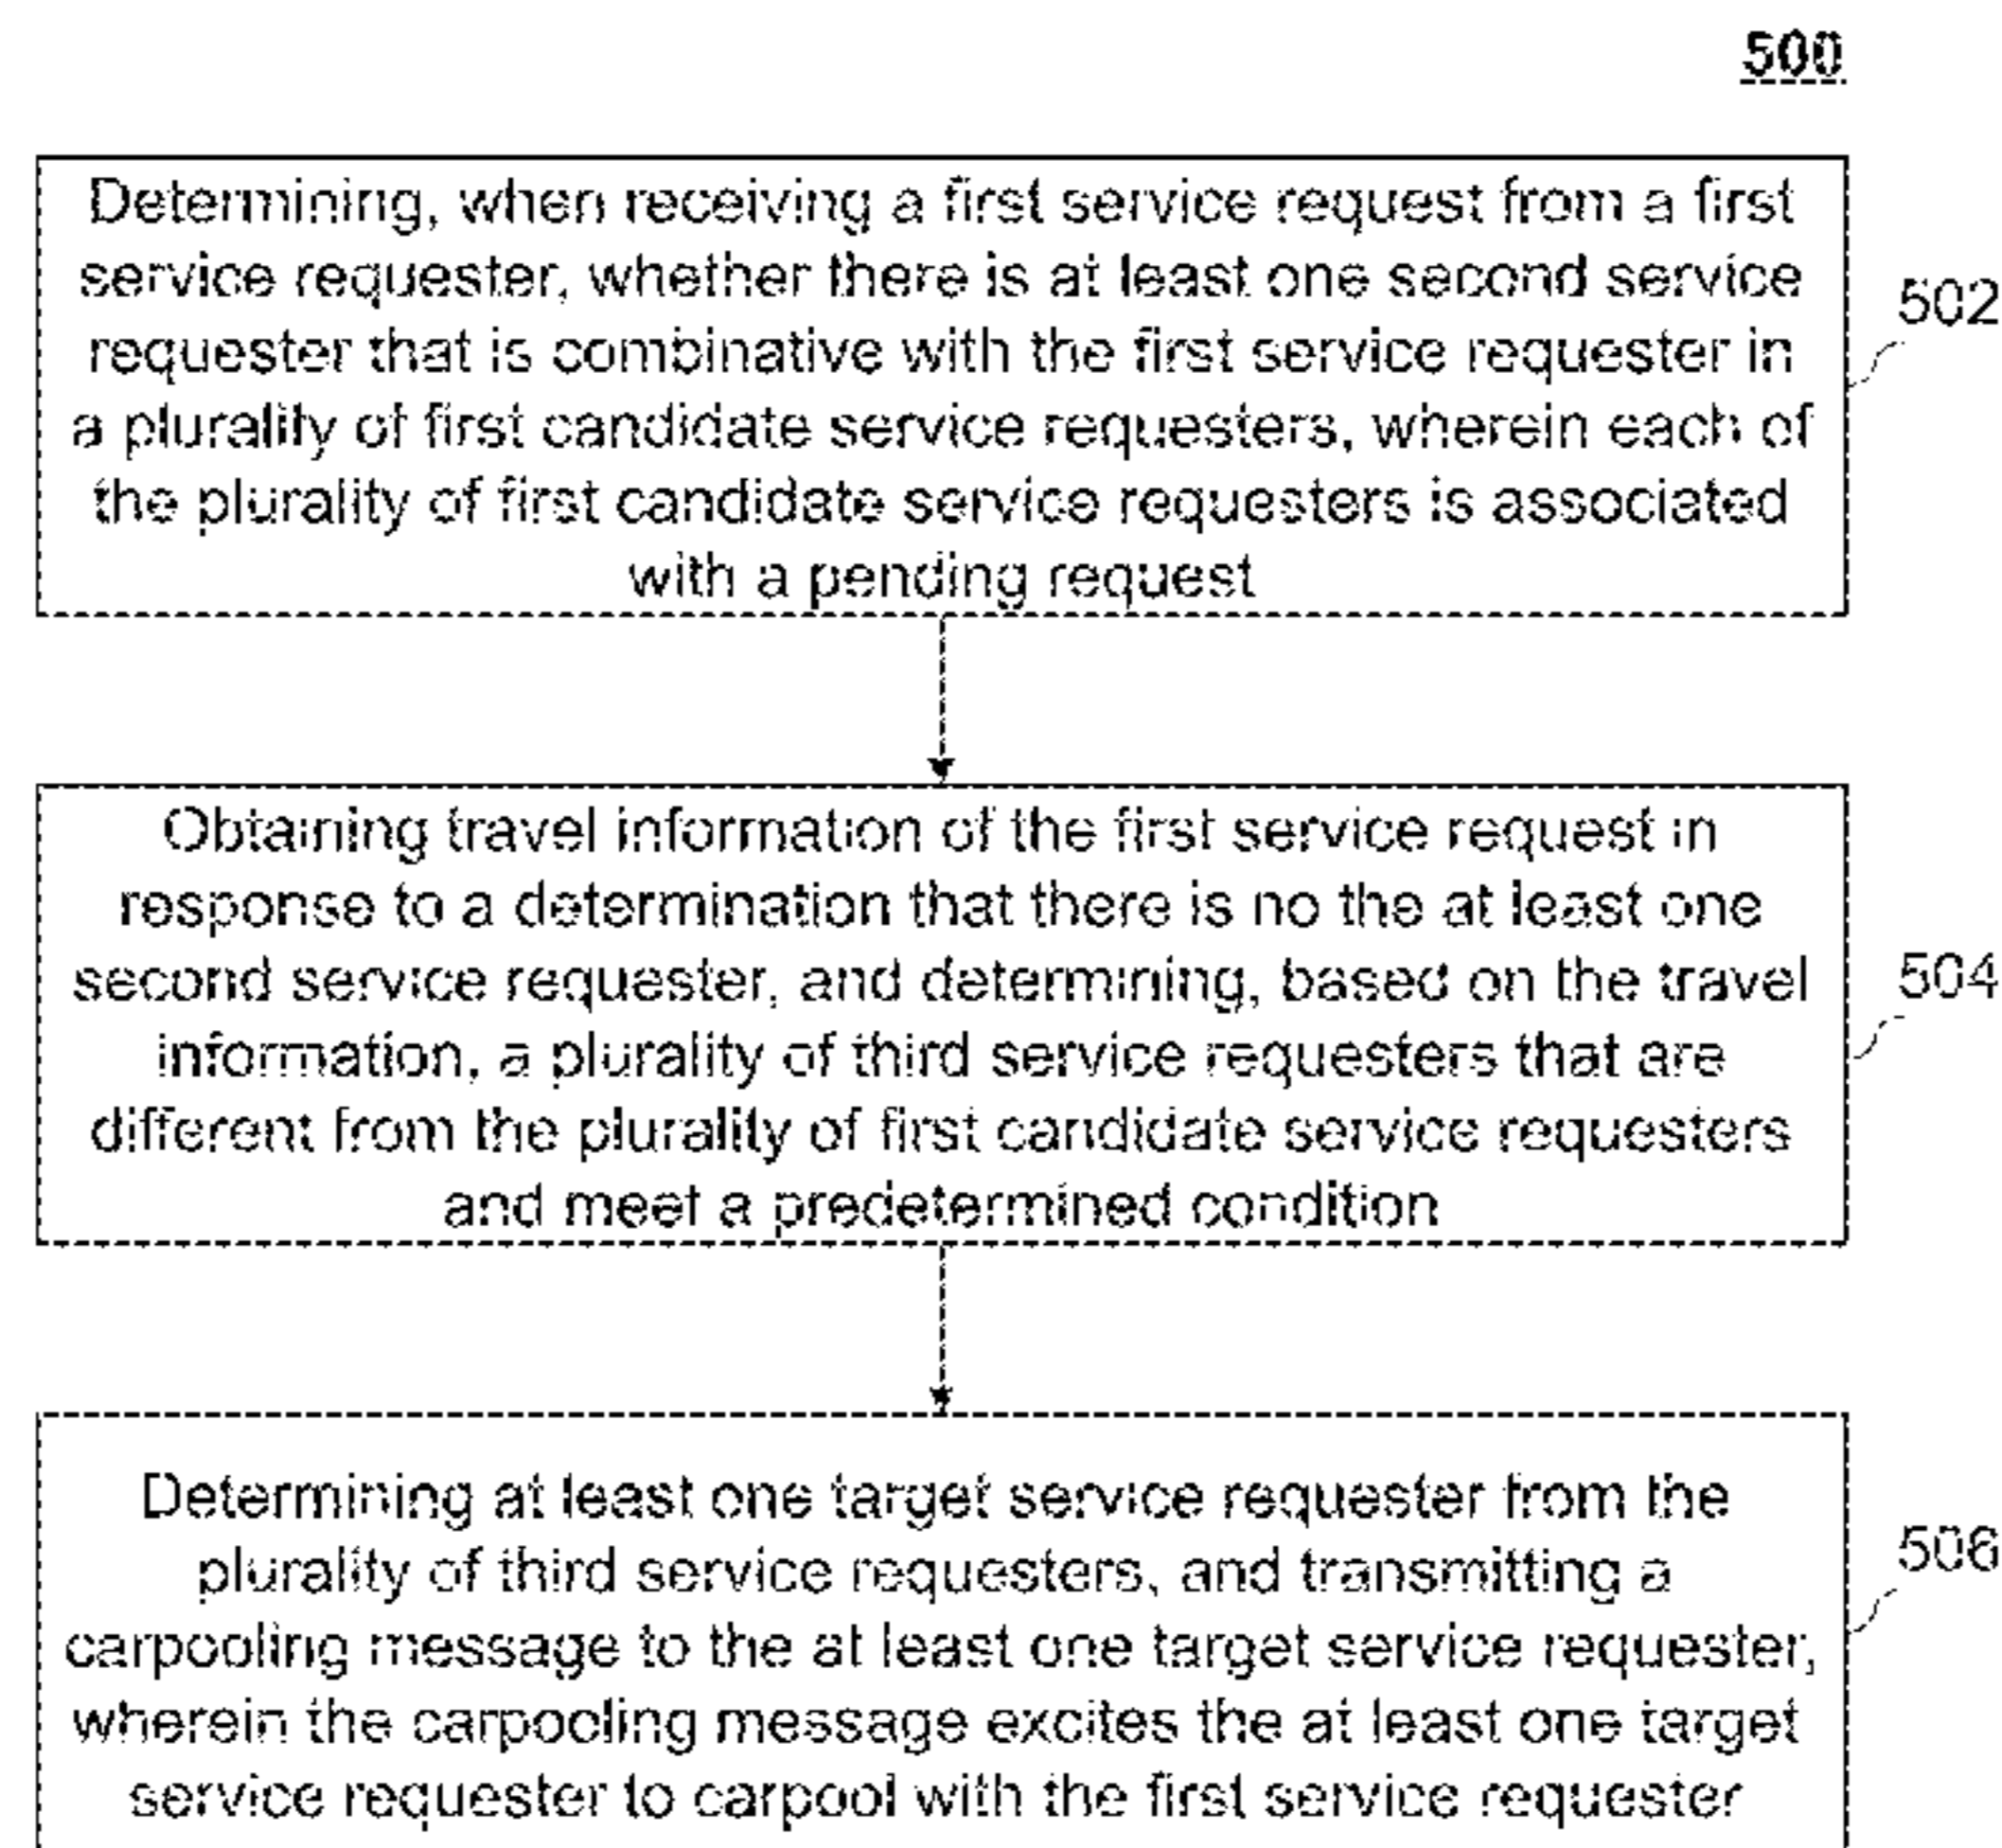 500
Determining, when receiving a first service request from a first
service requester, whether there is at least one second service
requester that is combinative with the first service requester in
a plurality of first candidate service requesters, wherein each of
the plurality of first candidate service requesters is associated
with a pending request
502
Obtaining travel information of the first service request in
response to a determination that there is no the at least one
second service requester, and determining, based on the travel
information, a plurality of third service requesters that are
different from the plurality of first candidate service requesters
and meet a predetermined condition
504
Determining at least one target service requester from the
plurality of third service requesters, and transmitting a
carpooling message to the at least one target service requester,
wherein the carpooling message excites the at least one target
service requester to carpool with the first service requester
506